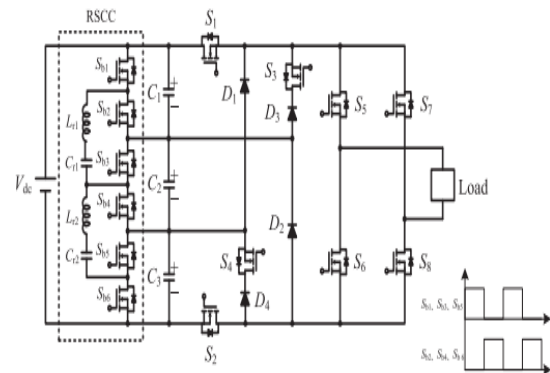 RSCC
S1
Sb1
C1
+
−
D1
S3
D3
S5
S7
Sb2
Lr1
Cr1
Sb3
Vdc
Sb4
C2
+
−
D2
Load
Lr2
Cr2
Sb5
C3
+
−
S4
D4
S6
S8
Sb6
S2
Sb1, Sb3, Sb5
Sb2, Sb4, Sb6